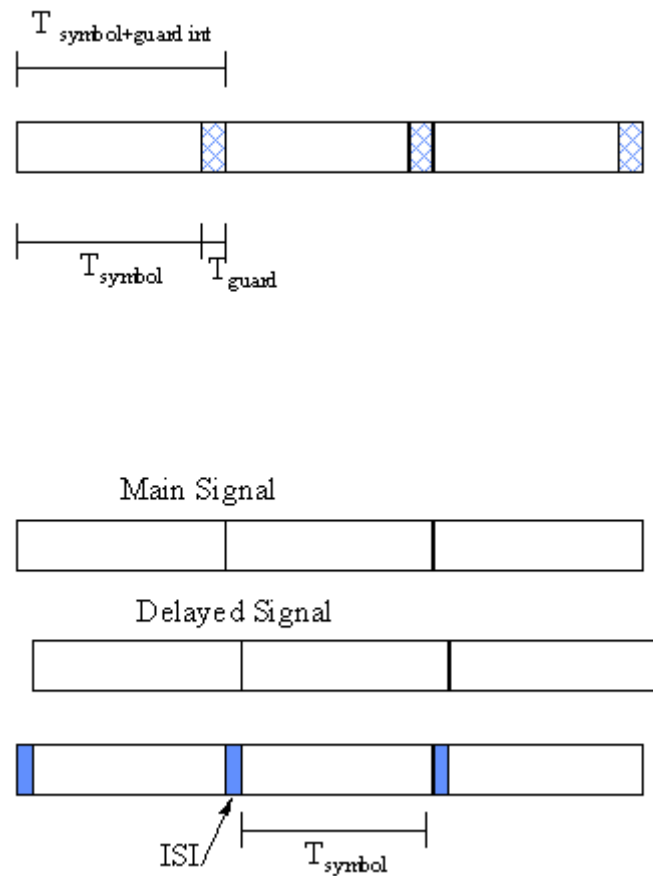 T symbol+guard int
T symbol
T guard
Main Signal
Delayed Signal
ISI
T symbol